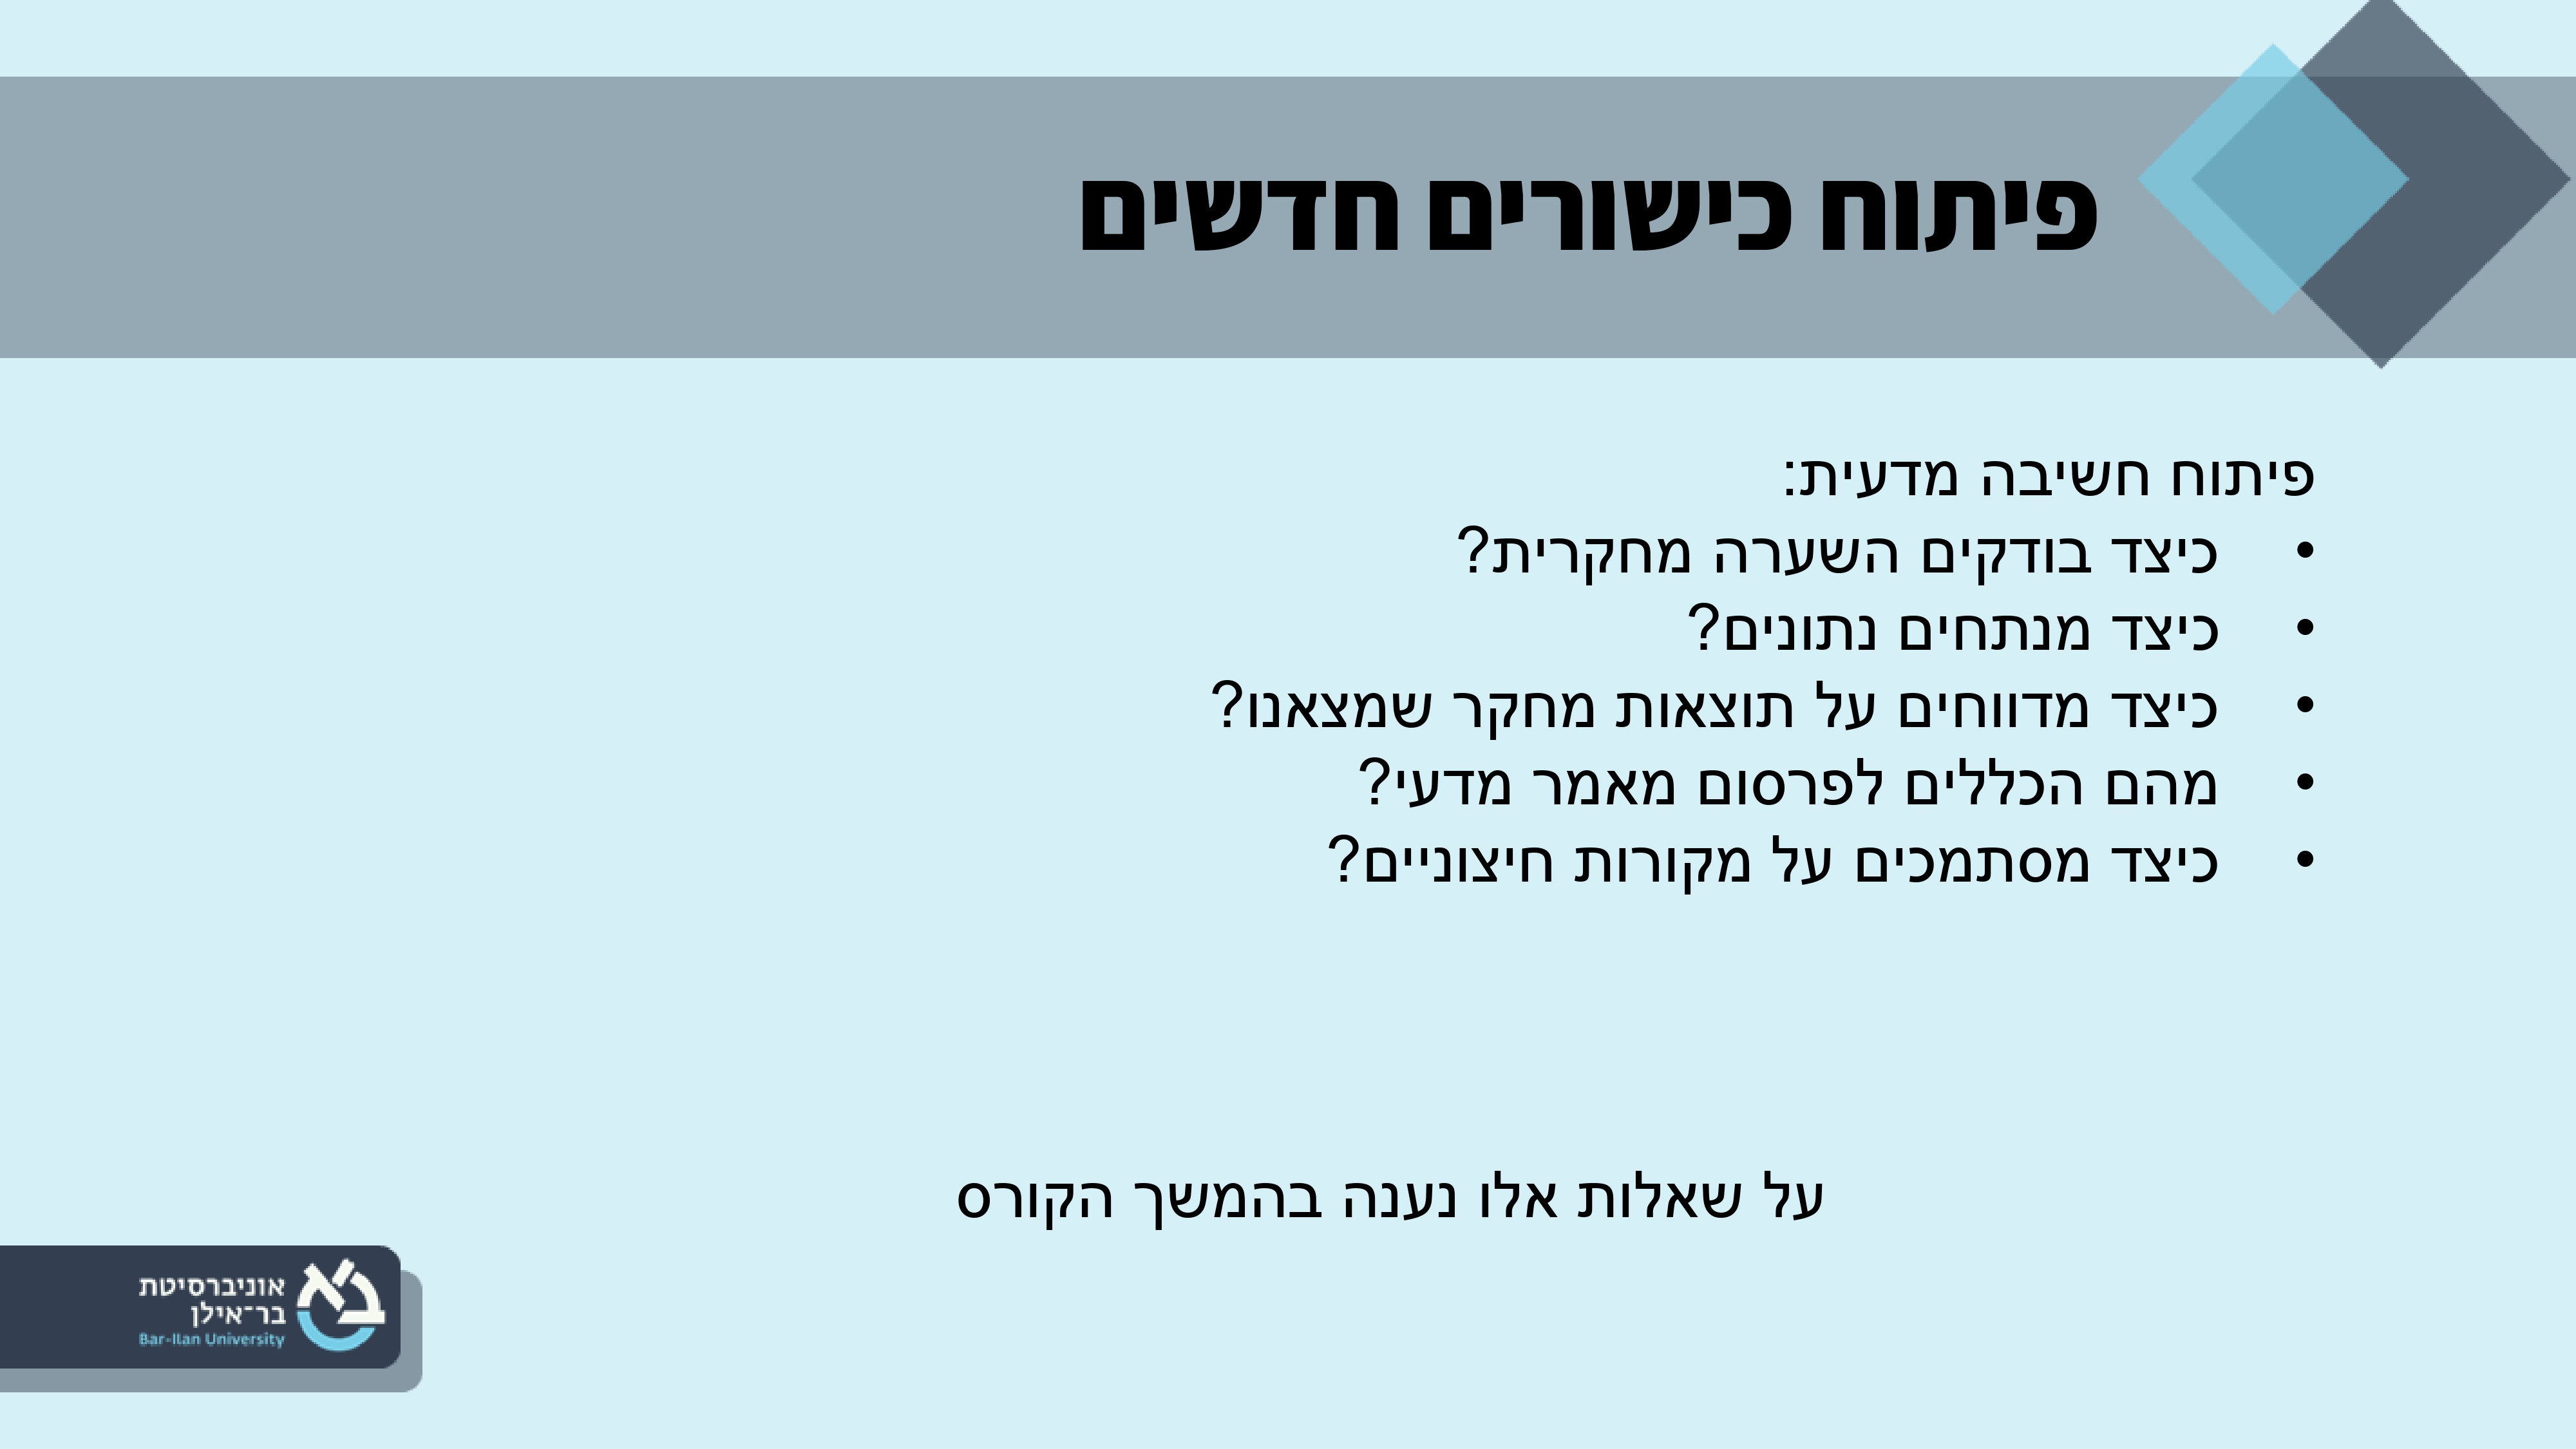 פיתוח כישורים חדשים
פיתוח חשיבה מדעית:
• כיצד בודקים השערה מחקרית?
• כיצד מנתחים נתונים?
• כיצד מדווחים על תוצאות מחקר שמצאנו?
• מהם הכללים לפרסום מאמר מדעי?
• כיצד מסתמכים על מקורות חיצוניים?
על שאלות אלו נענה בהמשך הקורס
אוניברסיטת
בר־אילן
Bar-Ilan University